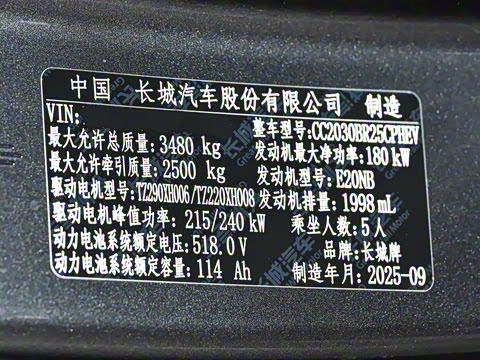 中国 长城汽车股份有限公司 制造
VIN:
整车型号:CC2030BR25CPHEV
最大允许总质量:3480 kg 发动机最大净功率:180 kW
最大允许牵引质量:2500 kg 发动机型号:E20NB
驱动电机型号:TZ290XH006/TZ220XH008 发动机排量:1998 mL
驱动电机峰值功率:215/240 kW 乘坐人数:5人
动力电池系统额定电压:518.0 V 品牌:长城牌
动力电池系统额定容量:114 Ah 制造年月:2025-09